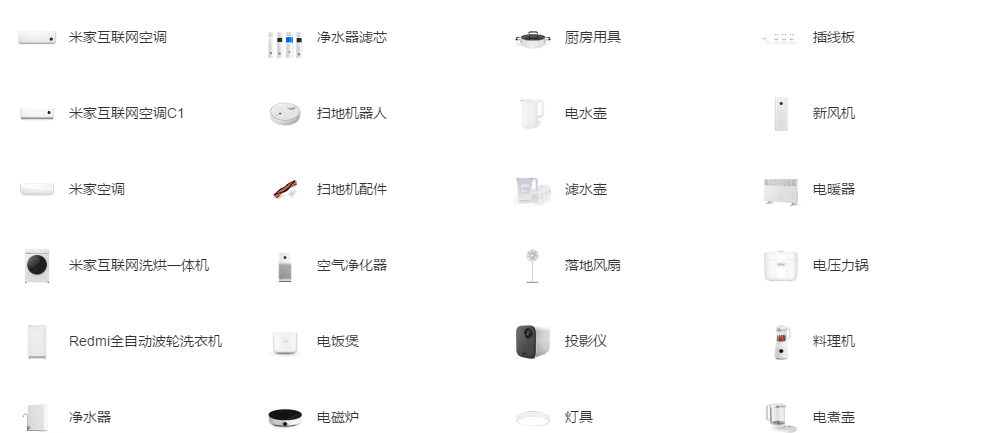 米家互联网空调
米家互联网空调C1
米家空调
米家互联网洗烘一体机
Redmi全自动波轮洗衣机
净水器
净水器滤芯
扫地机器人
扫地机配件
空气净化器
电饭煲
电磁炉
厨房用具
电水壶
滤水壶
落地风扇
投影仪
灯具
插线板
新风机
电暖器
电压力锅
料理机
电煮壶